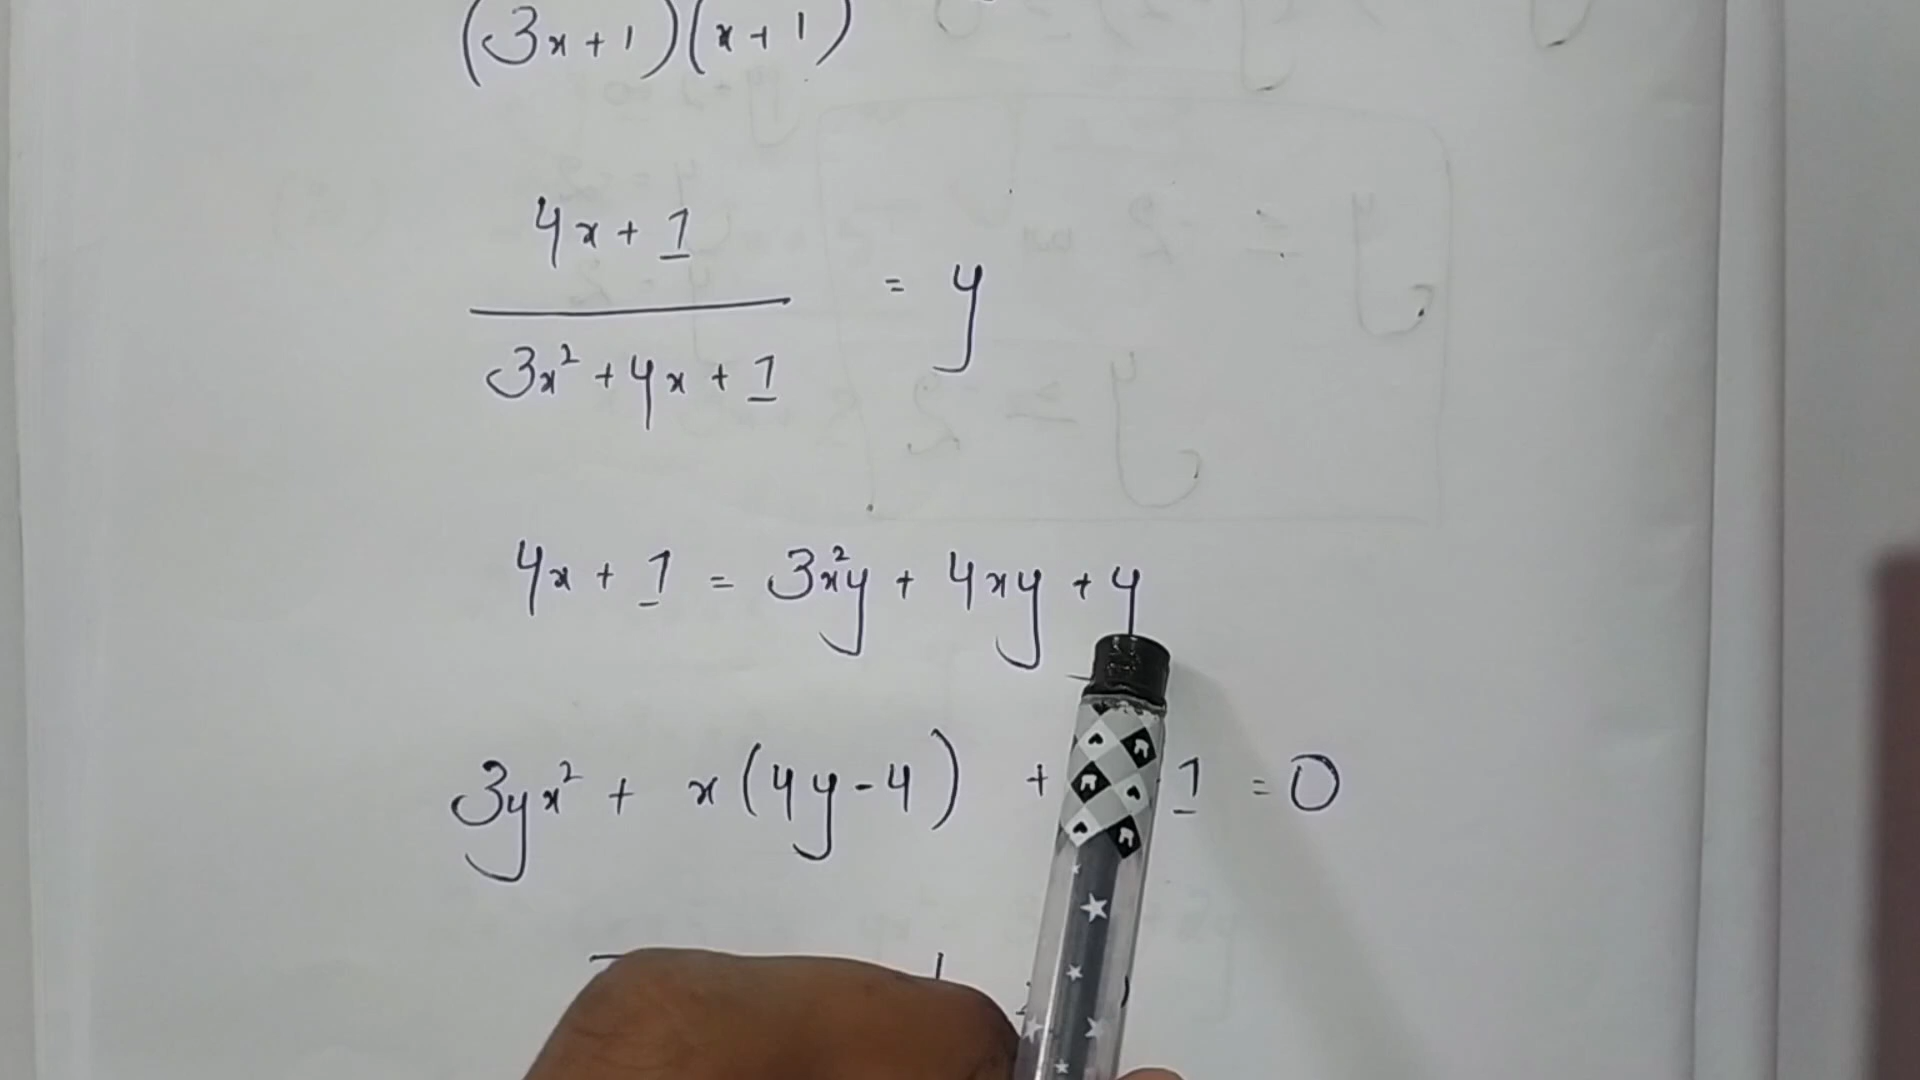 (3x+1)(x+1)
4x+1
= y
3x²+4x+1
4x+1 = 3x²y + 4xy + y
3yx² + x(4y-4) + 1 = 0